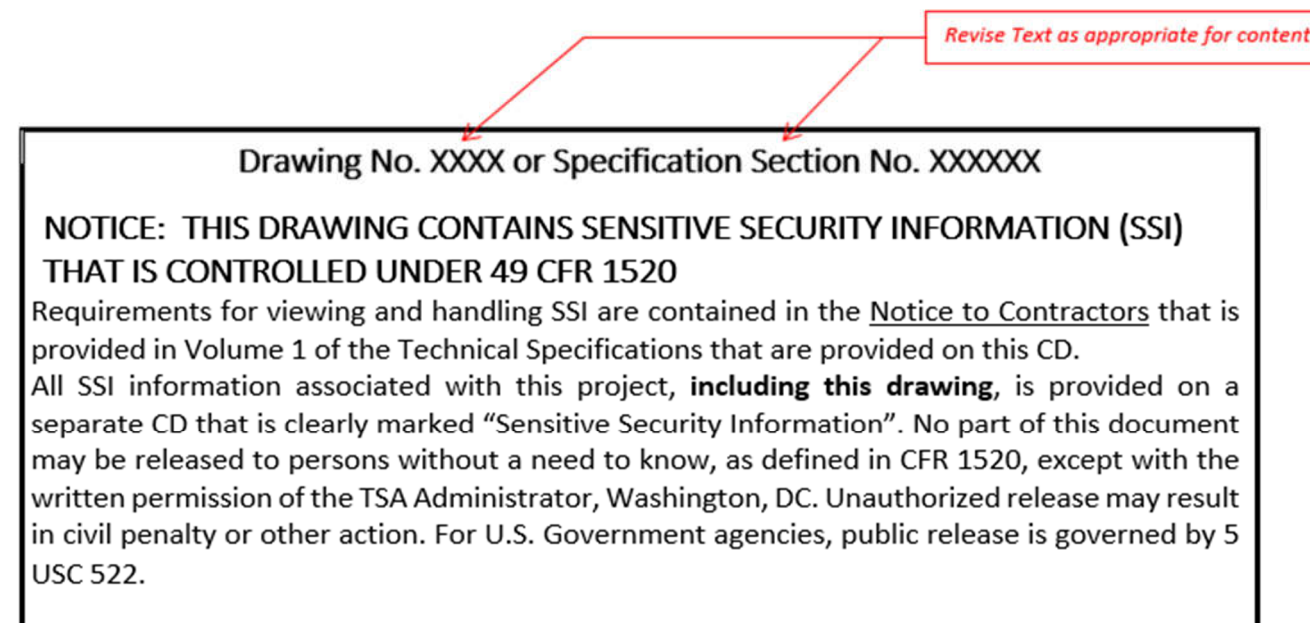 Revise Text as appropriate for content
Drawing No. XXXX or Specification Section No. XXXXXX
NOTICE:  THIS DRAWING CONTAINS SENSITIVE SECURITY INFORMATION (SSI)
THAT IS CONTROLLED UNDER 49 CFR 1520
Requirements for viewing and handling SSI are contained in the Notice to Contractors that is
provided in Volume 1 of the Technical Specifications that are provided on this CD.
All SSI information associated with this project, including this drawing, is provided on a
separate CD that is clearly marked “Sensitive Security Information”. No part of this document
may be released to persons without a need to know, as defined in CFR 1520, except with the
written permission of the TSA Administrator, Washington, DC. Unauthorized release may result
in civil penalty or other action. For U.S. Government agencies, public release is governed by 5
USC 522.